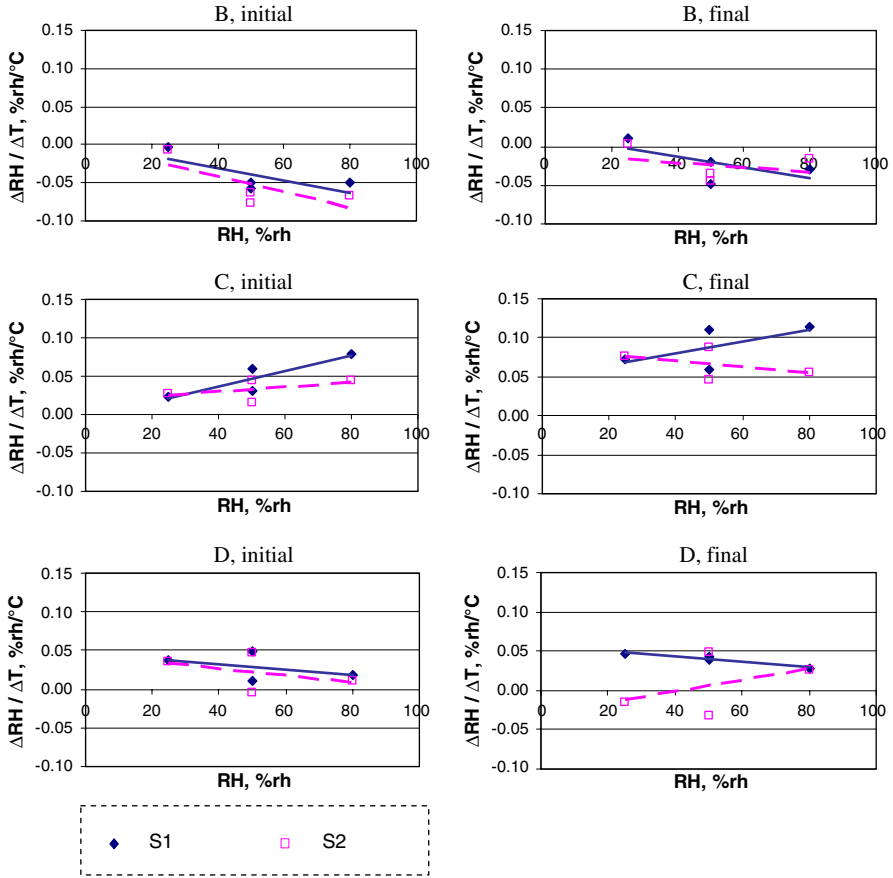 B, initial
0.15
0.10
0.05
0.00
-0.05
-0.10
0 20 40 60 80 100
ΔRH / ΔT, %rh/°C
RH, %rh
B, final
0.15
0.10
0.05
0.00
-0.05
-0.10
0 20 40 60 80 100
ΔRH / ΔT, %rh/°C
RH, %rh
C, initial
0.15
0.10
0.05
0.00
-0.05
-0.10
0 20 40 60 80 100
ΔRH / ΔT, %rh/°C
RH, %rh
C, final
0.15
0.10
0.05
0.00
-0.05
-0.10
0 20 40 60 80 100
ΔRH / ΔT, %rh/°C
RH, %rh
D, initial
0.15
0.10
0.05
0.00
-0.05
-0.10
0 20 40 60 80 100
ΔRH / ΔT, %rh/°C
RH, %rh
D, final
0.15
0.10
0.05
0.00
-0.05
-0.10
0 20 40 60 80 100
ΔRH / ΔT, %rh/°C
RH, %rh
S1 S2